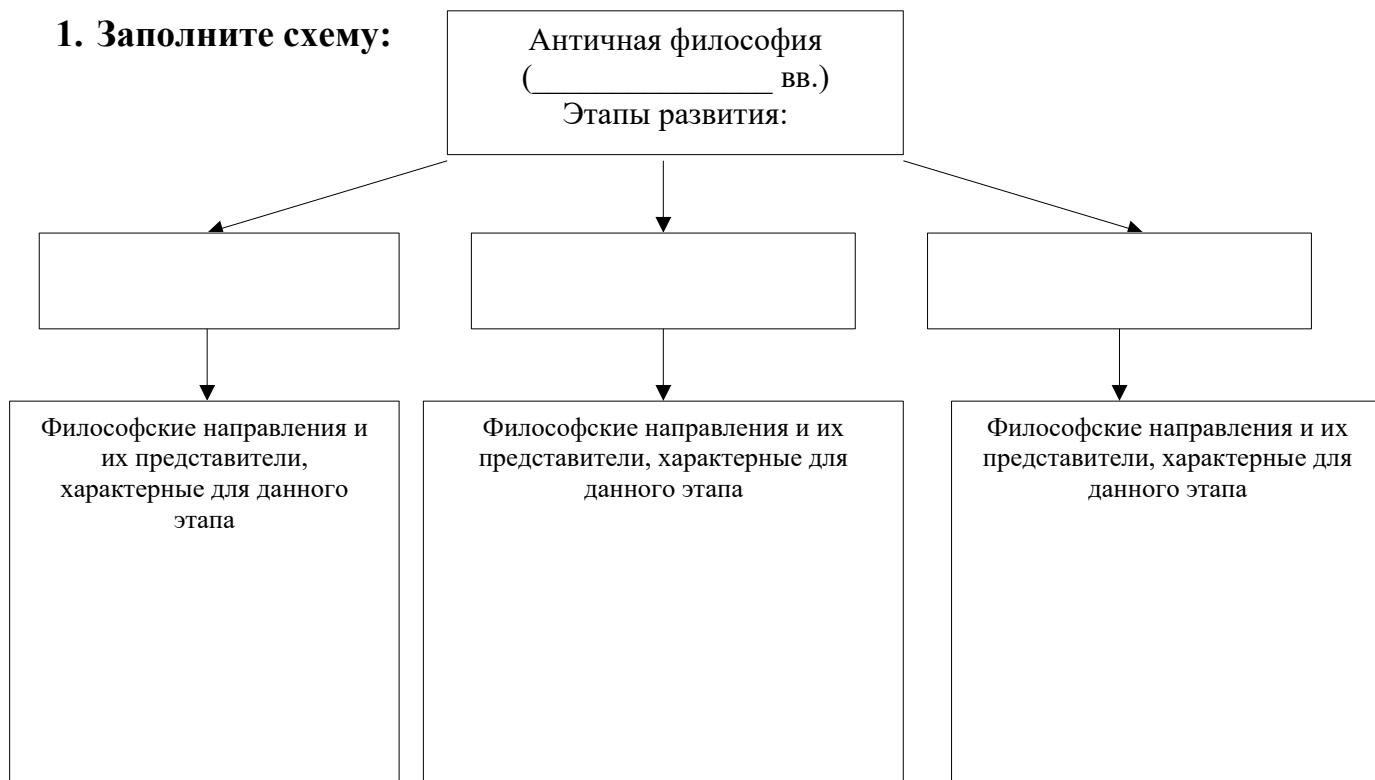 1. Заполните схему:
Античная философия
(_______________ вв.)
Этапы развития:
Философские направления и
их представители,
характерные для данного
этапа
Философские направления и их
представители, характерные для
данного этапа
Философские направления и их
представители, характерные для
данного этапа